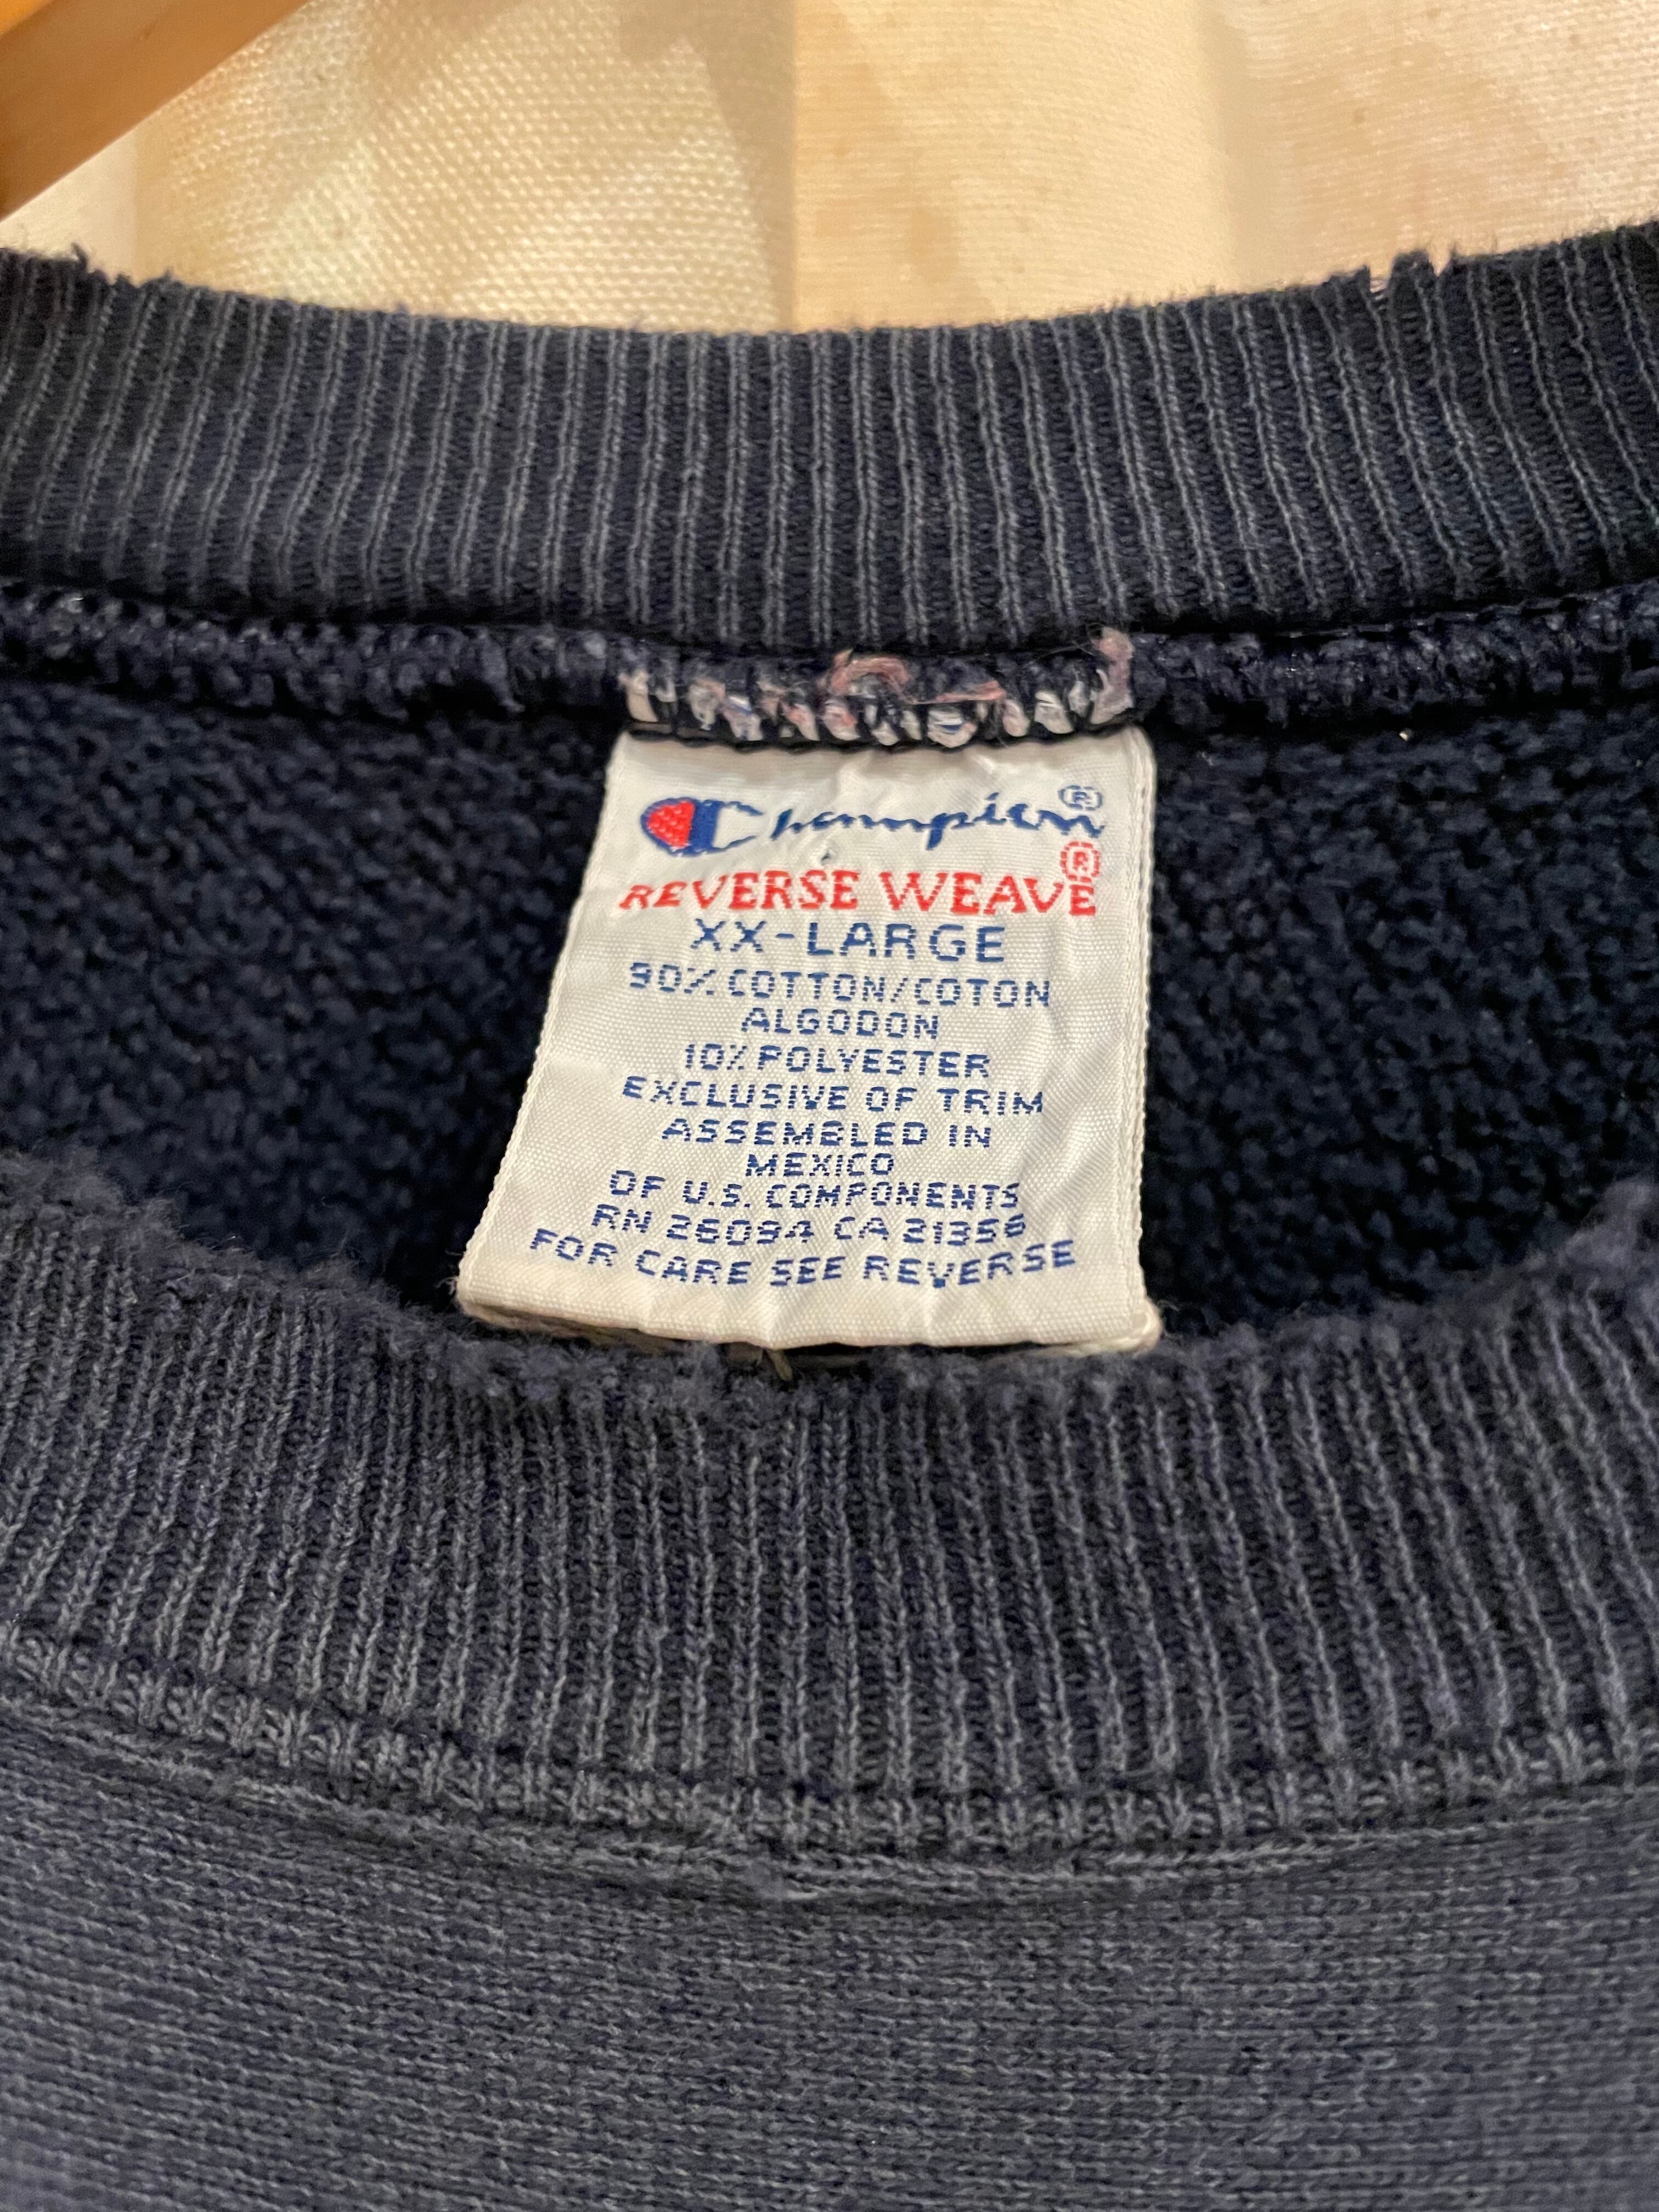 Champion®
REVERSE WEAVE®
XX-LARGE
90% COTTON/COTON
ALGODON
10% POLYESTER
EXCLUSIVE OF TRIM
ASSEMBLED IN
MEXICO
OF U.S. COMPONENTS
RN 26094 CA 21356
FOR CARE SEE REVERSE